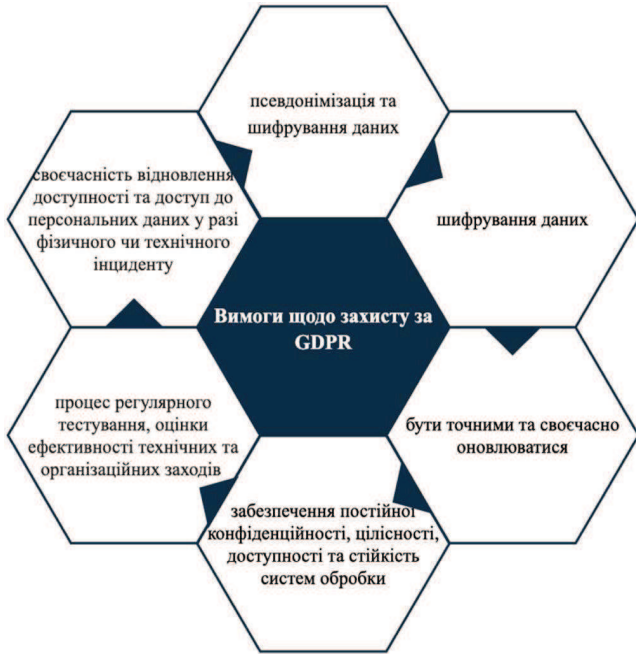 псевдонімізація та
шифрування даних
шифрування даних
бути точними та своєчасно
оновлюватися
забезпечення постійної
конфіденційності, цілісності,
доступності та стійкість
систем обробки
процес регулярного
тестування, оцінки
ефективності технічних та
організаційних заходів
своєчасність відновлення
доступності та доступ до
персональних даних у разі
фізичного чи технічного
інциденту
Вимоги щодо захисту за
GDPR